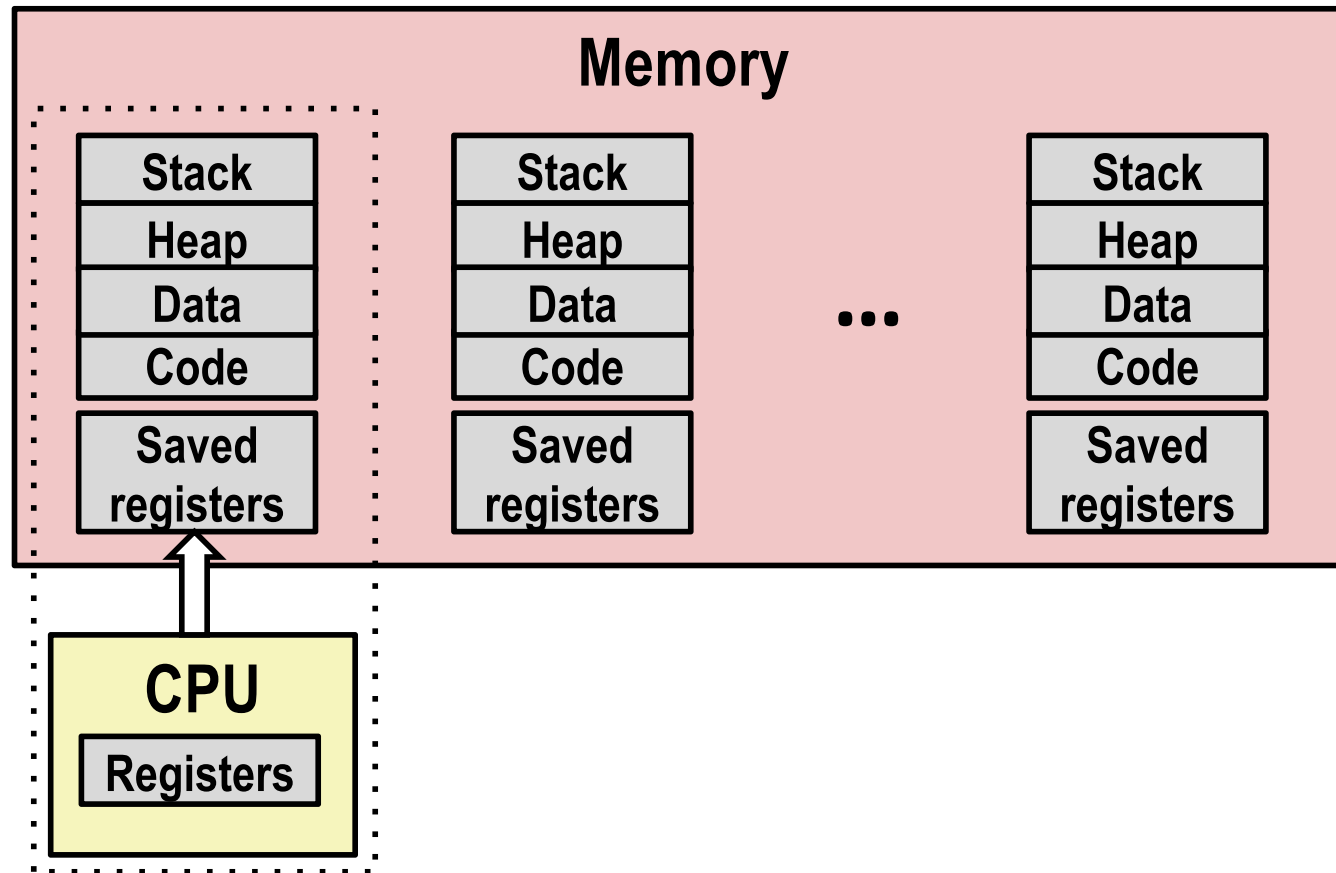 Memory
Stack
Heap
Data
Code
Saved
registers
Stack
Heap
Data
Code
Saved
registers
...
Stack
Heap
Data
Code
Saved
registers
CPU
Registers